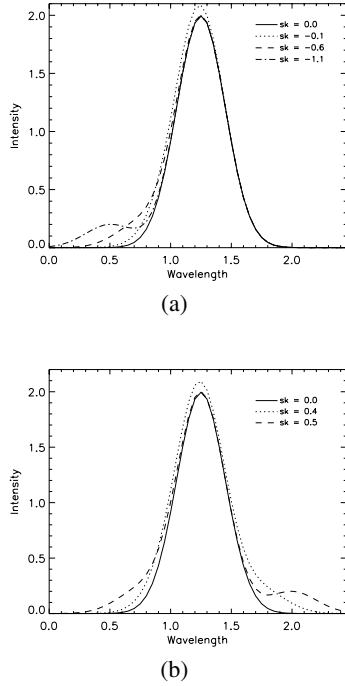 2.0
1.5
1.0
0.5
0.0
Intensity
sk = 0.0
sk = -0.1
sk = -0.6
sk = -1.1
0.0 0.5 1.0 1.5 2.0
Wavelength
(a)
2.0
1.5
1.0
0.5
0.0
Intensity
sk = 0.0
sk = 0.4
sk = 0.5
0.0 0.5 1.0 1.5 2.0
Wavelength
(b)